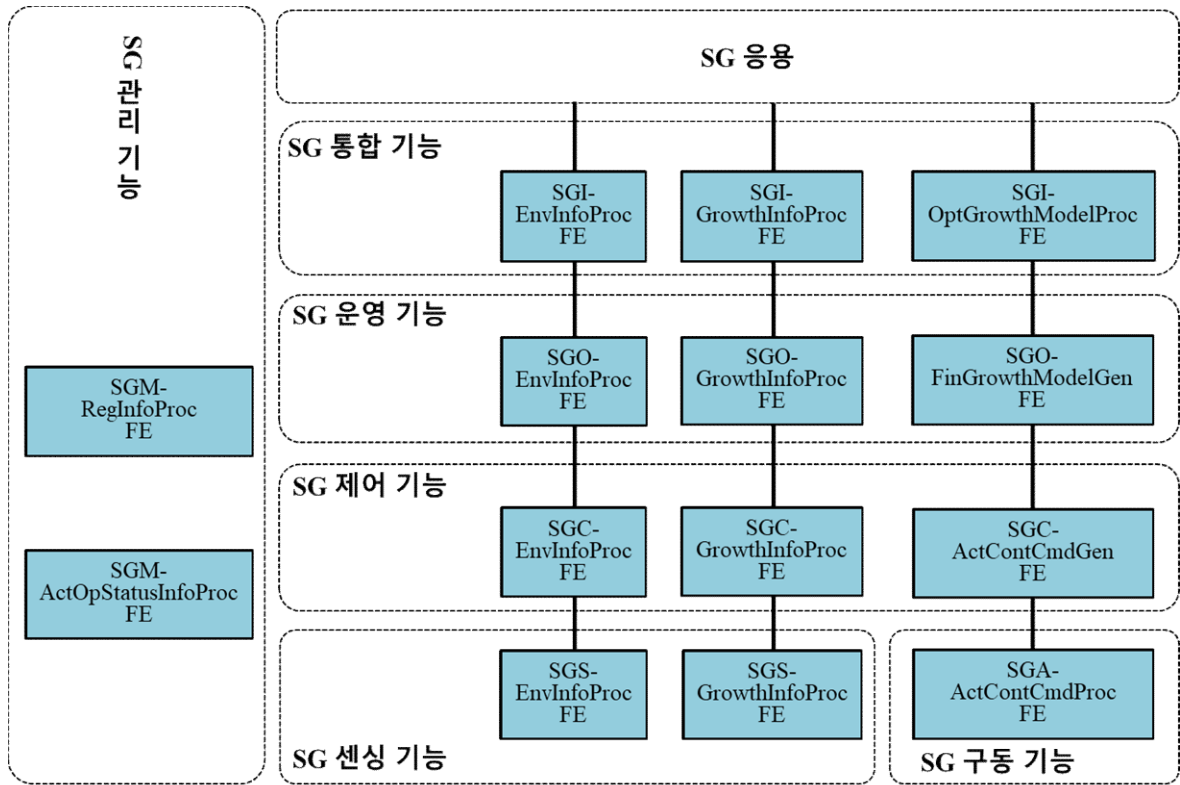 SG 관리 기능
SGM-
RegInfoProc
FE
SGM-
ActOpStatusInfoProc
FE
SG 응용
SG 통합 기능
SGI-
EnvInfoProc
FE
SGI-
GrowthInfoProc
FE
SGI-
OptGrowthModelProc
FE
SG 운영 기능
SGO-
EnvInfoProc
FE
SGO-
GrowthInfoProc
FE
SGO-
FinGrowthModelGen
FE
SG 제어 기능
SGC-
EnvInfoProc
FE
SGC-
GrowthInfoProc
FE
SGC-
ActContCmdGen
FE
SGS-
EnvInfoProc
FE
SGS-
GrowthInfoProc
FE
SG 센싱 기능
SGA-
ActContCmdProc
FE
SG 구동 기능